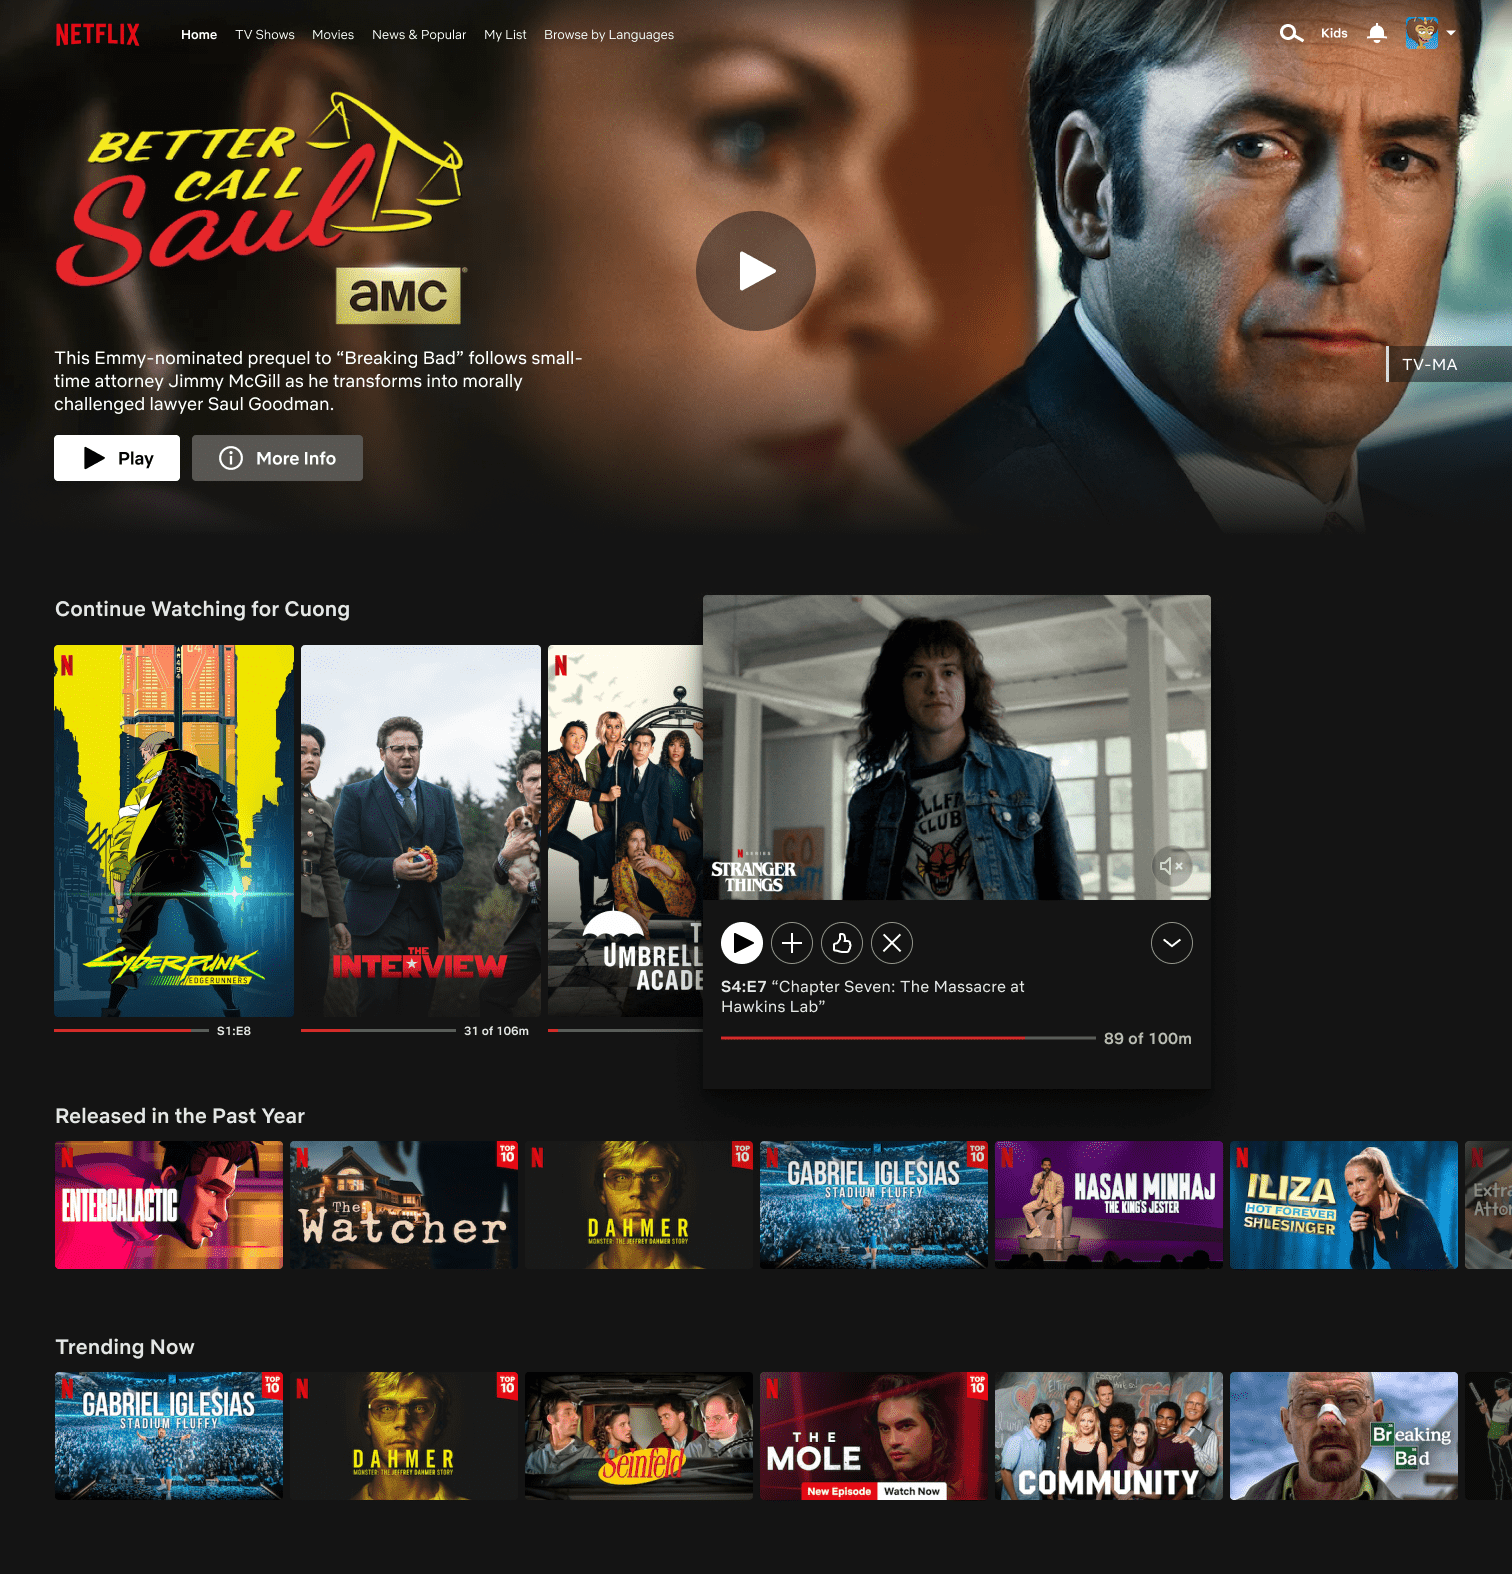 NETFLIX
Home TV Shows Movies News & Popular My List Browse by Languages
Kids
BETTER
CALL
Saul
aMC
This Emmy-nominated prequel to “Breaking Bad” follows small-
time attorney Jimmy McGill as he transforms into morally
challenged lawyer Saul Goodman.
TV-MA
Play
More Info
Continue Watching for Cuong
N
CYBERPUNK
EDGERUNNERS
S1:E8
THE
INTERVIEW
31 of 106m
N
UMBRELL
ACADE
LLF
CLUB
N SERIES
STRANGER
THINGS
S4:E7 “Chapter Seven: The Massacre at
Hawkins Lab”
89 of 100m
Released in the Past Year
N
ENTERGALACTIC
N
TOP
10
The
Watcher
N
TOP
10
DAHMER
MONSTER: THE JEFFREY DAHMER STORY
N
TOP
10
GABRIEL IGLESIAS
STADIUM FLUFFY
N
HASAN MINHAJ
THE KING'S JESTER
N
ILIZA
HOT FOREVER
SHLESINGER
N
Extra
Attor
Trending Now
N
TOP
10
GABRIEL IGLESIAS
STADIUM FLUFFY
N
TOP
10
DAHMER
MONSTER: THE JEFFREY DAHMER STORY
Seinfeld
N
TOP
10
THE
MOLE
New Episode Watch Now
COMMUNITY
Breaking
Bad